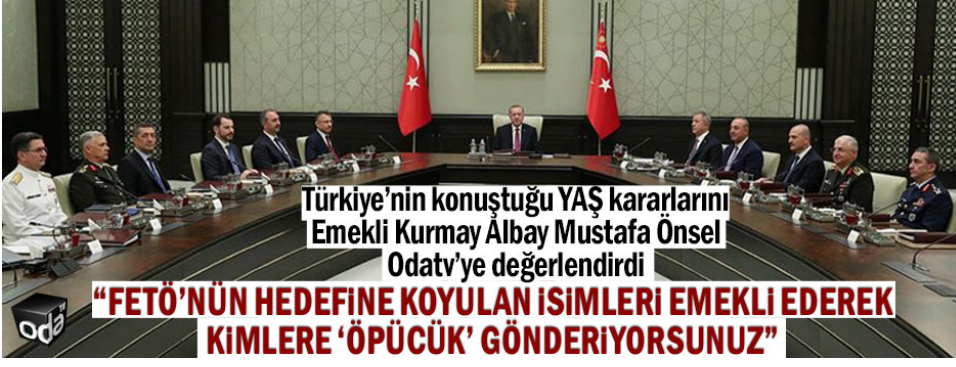 Türkiye'nin konuştuğu YAŞ kararlarını
Emekli Kurmay Albay Mustafa Önsel
Odatv'ye değerlendirdi
“FETÖ’NÜN HEDEFİNE KOYULAN İSİMLERİ EMEKLİ EDEREK
KİMLERE ‘ÖPÜCÜK’ GÖNDERİYORSUNUZ”
oda
TV